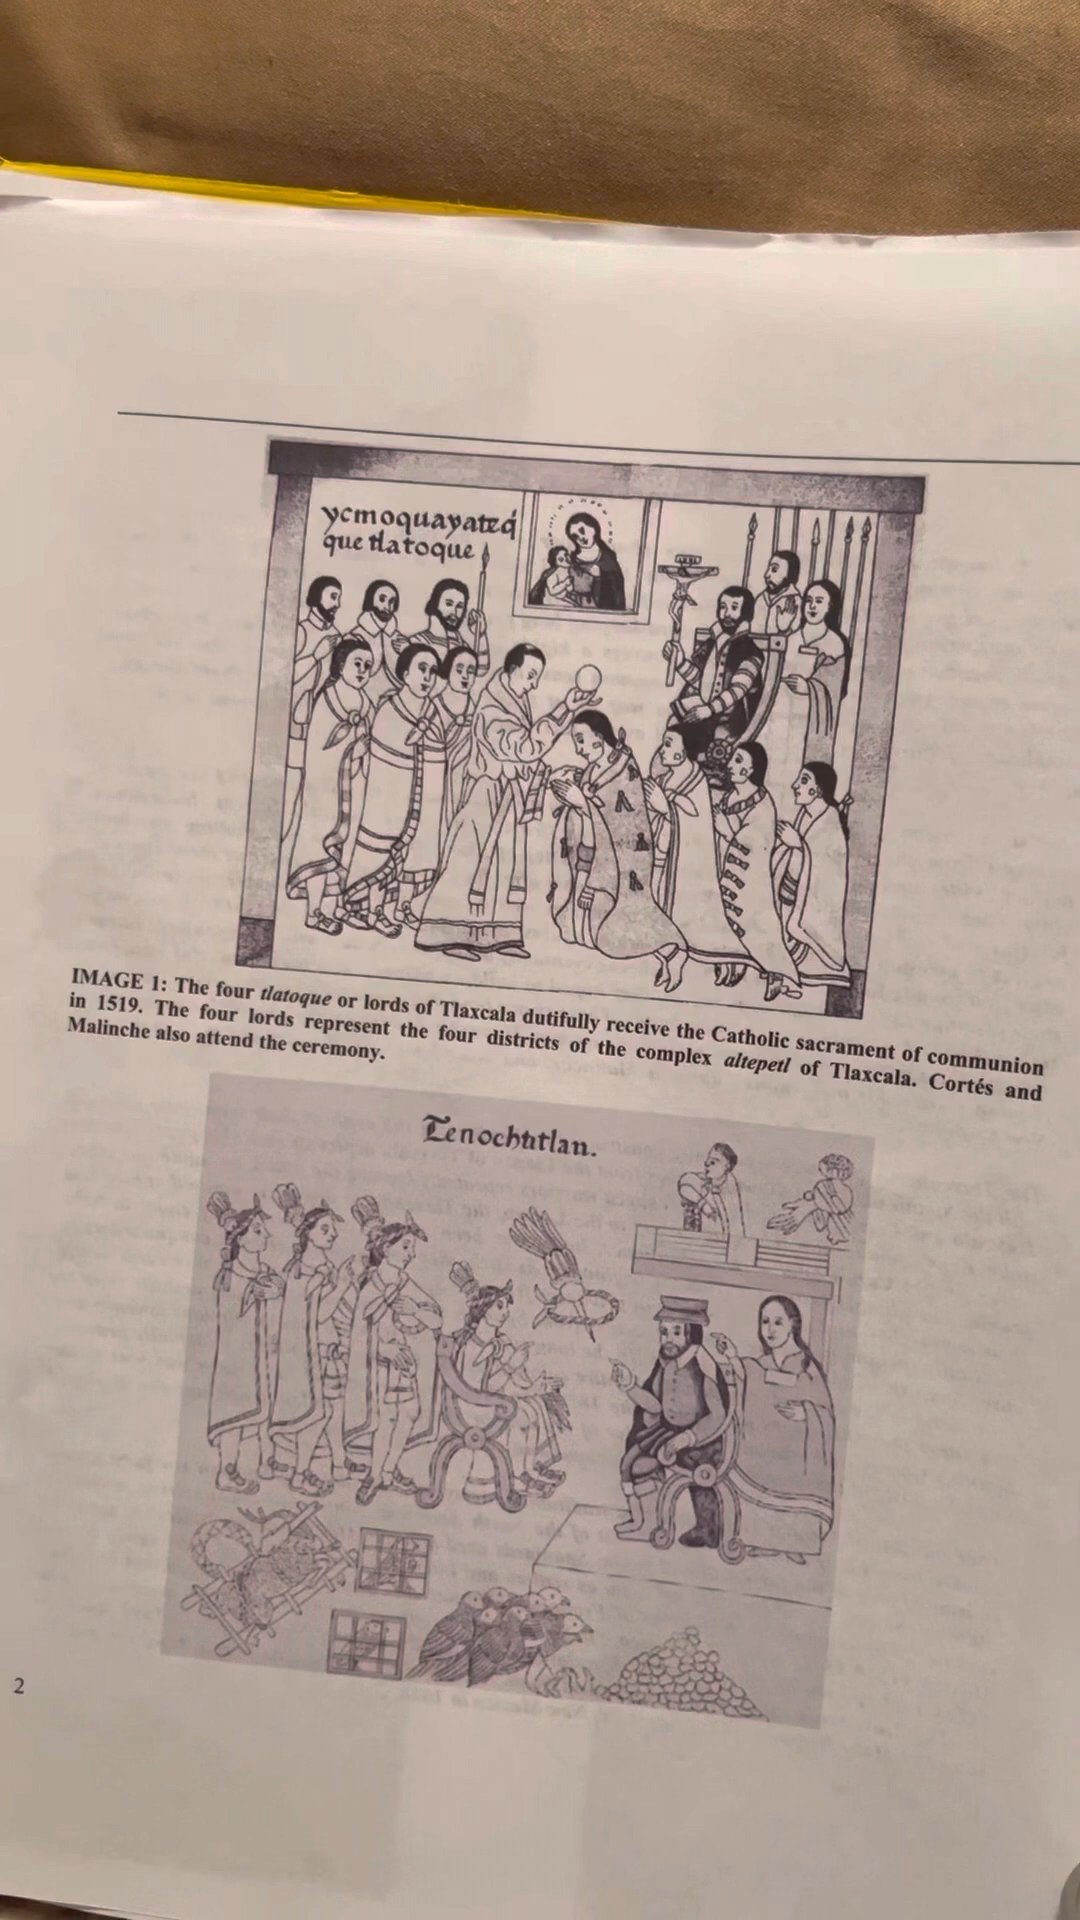 ycmoquayateq́
que tlatoque
IMAGE 1: The four tlatoque or lords of Tlaxcala dutifully receive the Catholic sacrament of communion
in 1519. The four lords represent the four districts of the complex altepetl of Tlaxcala. Cortés and
Malinche also attend the ceremony.
Tenochtitlan.
2